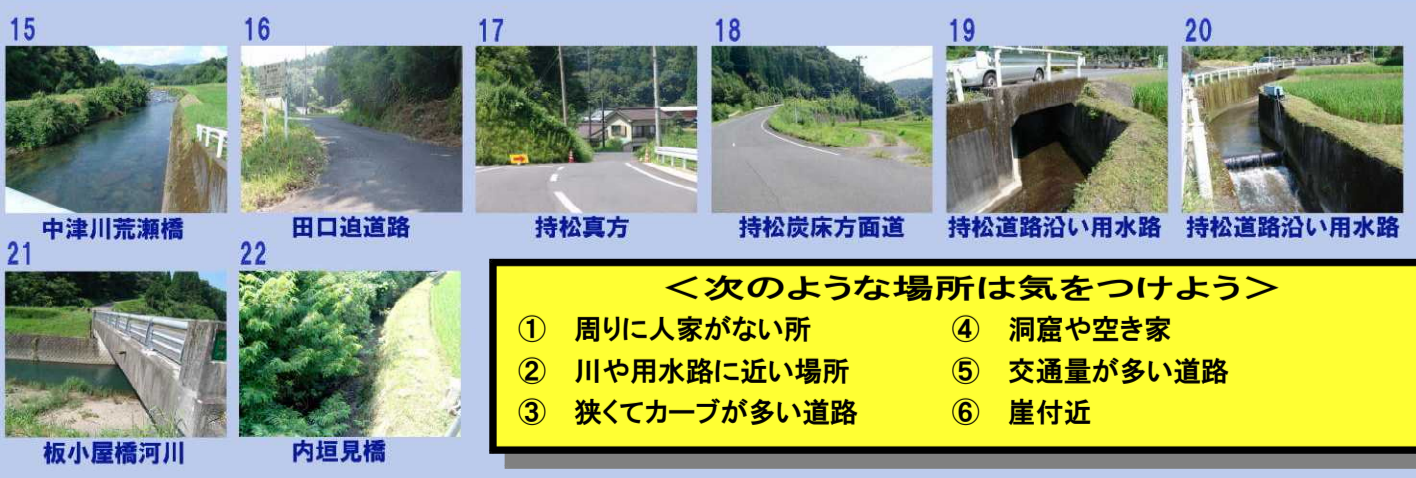 15 16 17 18 19 20
中津川荒瀬橋 田口迫道路 持松真方 持松炭床方面道 持松道路沿い用水路 持松道路沿い用水路
21 22
板小屋橋河川 内垣見橋
＜次のような場所は気をつけよう＞
① 周りに人家がない所 ④ 洞窟や空き家
② 川や用水路に近い場所 ⑤ 交通量が多い道路
③ 狭くてカーブが多い道路 ⑥ 崖付近